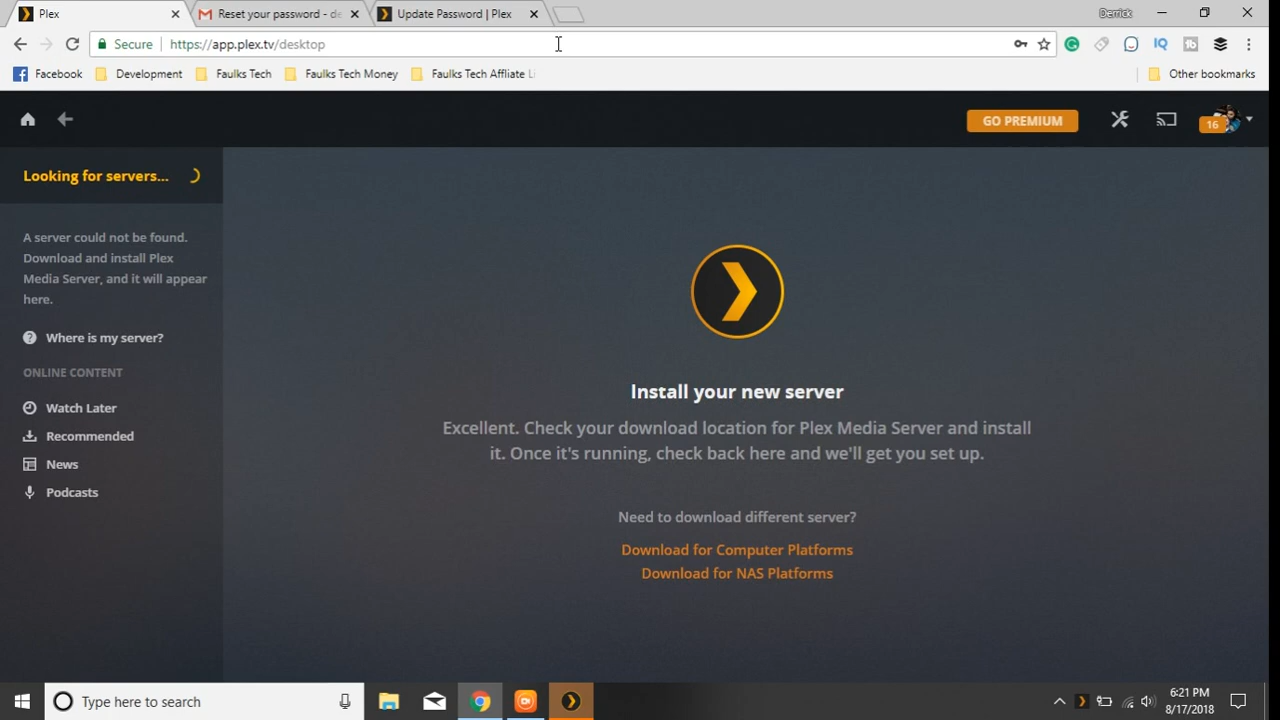 Plex
Reset your password - de
Update Password | Plex
Derrick
Secure
https://app.plex.tv/desktop
IQ
Facebook
Development
Faulks Tech
Faulks Tech Money
Faulks Tech Affliate Li
Other bookmarks
GO PREMIUM
16
Looking for servers...
A server could not be found.
Download and install Plex
Media Server, and it will appear
here.
Where is my server?
ONLINE CONTENT
Watch Later
Recommended
News
Podcasts
Install your new server
Excellent. Check your download location for Plex Media Server and install
it. Once it's running, check back here and we'll get you set up.
Need to download different server?
Download for Computer Platforms
Download for NAS Platforms
Type here to search
6:21 PM
8/17/2018